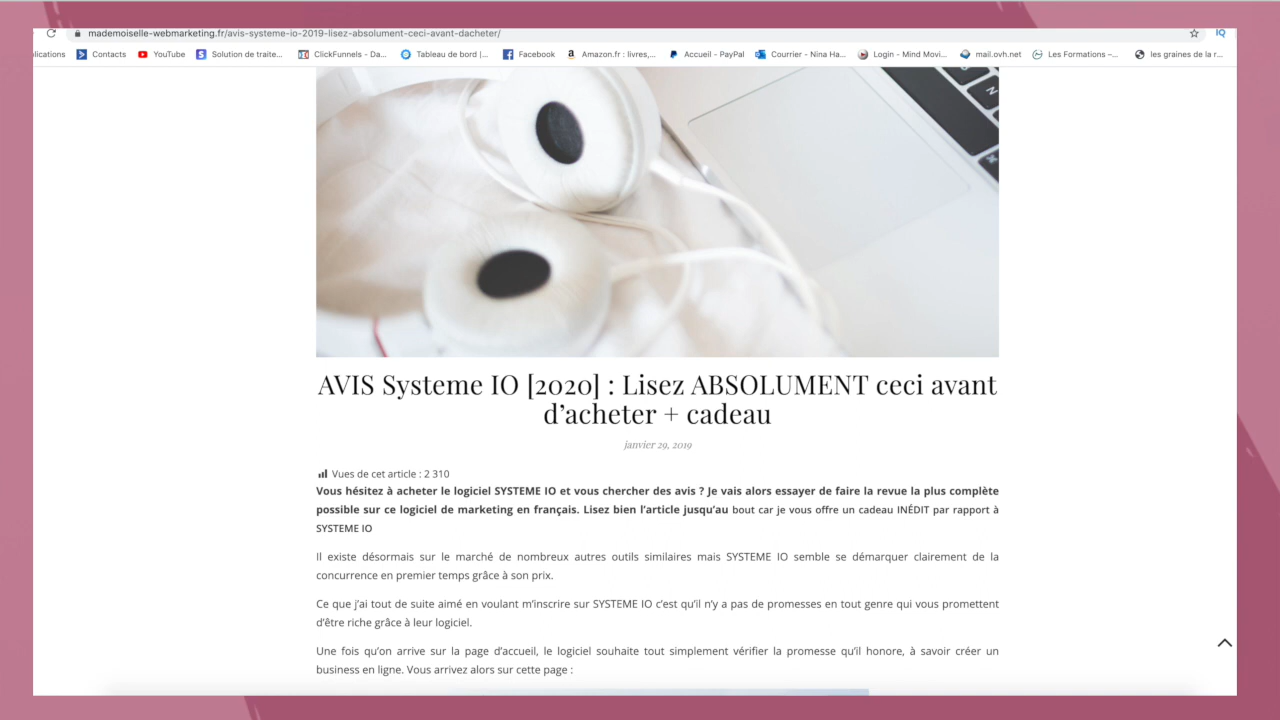 mademoiselle-webmarketing.fr/avis-systeme-io-2019-lisez-absolument-ceci-avant-dacheter/
IQ
lications Contacts YouTube Solution de traite... ClickFunnels - Da... Tableau de bord |... Facebook Amazon.fr : livres,... Accueil - PayPal Courrier - Nina Ha... Login - Mind Movi... mail.ovh.net Les Formations –... les graines de la r...
AVIS Systeme IO [2020] : Lisez ABSOLUMENT ceci avant
d’acheter + cadeau
janvier 29, 2019
Vues de cet article : 2 310
Vous hésitez à acheter le logiciel SYSTEME IO et vous chercher des avis ? Je vais alors essayer de faire la revue la plus complète
possible sur ce logiciel de marketing en français. Lisez bien l’article jusqu’au bout car je vous offre un cadeau INÉDIT par rapport à
SYSTEME IO
Il existe désormais sur le marché de nombreux autres outils similaires mais SYSTEME IO semble se démarquer clairement de la
concurrence en premier temps grâce à son prix.
Ce que j’ai tout de suite aimé en voulant m’inscrire sur SYSTEME IO c’est qu’il n’y a pas de promesses en tout genre qui vous promettent
d’être riche grâce à leur logiciel.
Une fois qu’on arrive sur la page d’accueil, le logiciel souhaite tout simplement vérifier la promesse qu’il honore, à savoir créer un
business en ligne. Vous arrivez alors sur cette page :